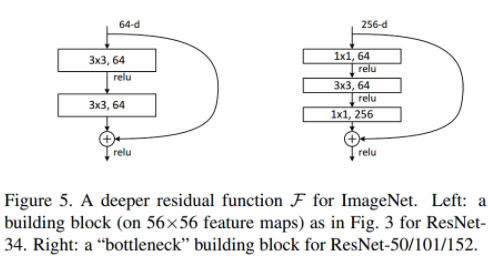 64-d
3x3, 64
relu
3x3, 64
+
relu
256-d
1x1, 64
relu
3x3, 64
relu
1x1, 256
+
relu
Figure 5. A deeper residual function F for ImageNet. Left: a
building block (on 56×56 feature maps) as in Fig. 3 for ResNet-
34. Right: a “bottleneck” building block for ResNet-50/101/152.